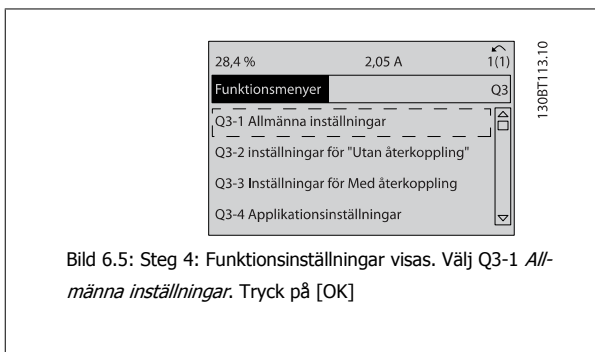 28,4 % 2,05 A 1(1)
Funktionsmenyer Q3
Q3-1 Allmänna inställningar
Q3-2 inställningar för "Utan återkoppling"
Q3-3 Inställningar för Med återkoppling
Q3-4 Applikationsinställningar
130BT113.10
Bild 6.5: Steg 4: Funktionsinställningar visas. Välj Q3-1 All-
männa inställningar. Tryck på [OK]